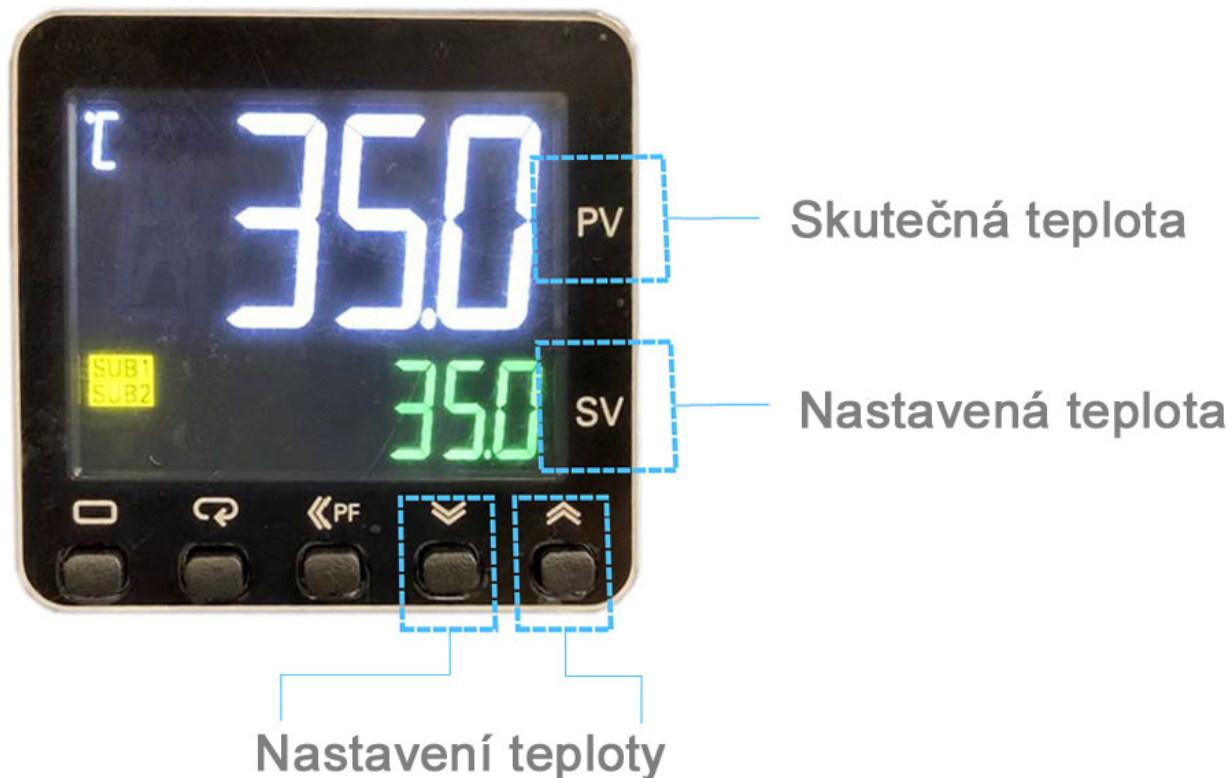 ℃ 35.0
PV
Skutečná teplota
SUB1
SUB2
35.0
SV
Nastavená teplota
PF
Nastavení teploty